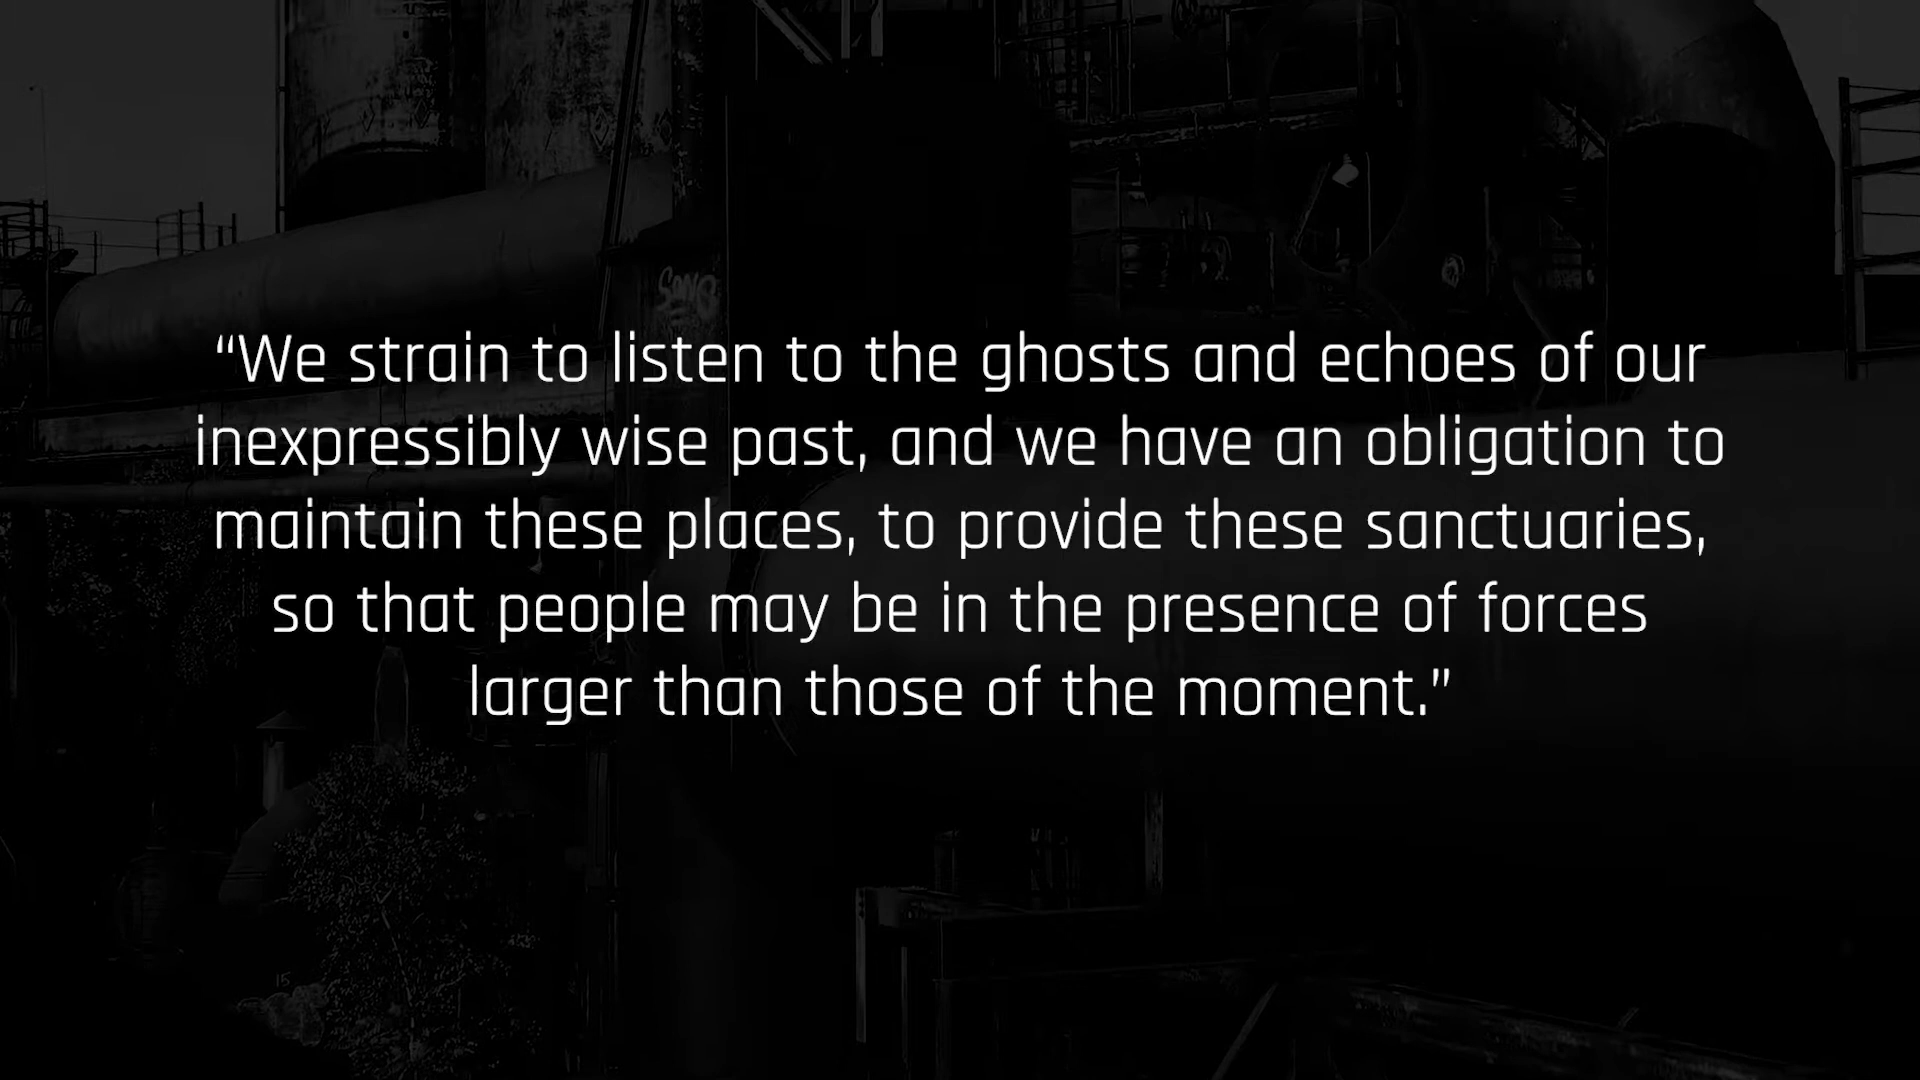 “We strain to listen to the ghosts and echoes of our
inexpressibly wise past, and we have an obligation to
maintain these places, to provide these sanctuaries,
so that people may be in the presence of forces
larger than those of the moment.”